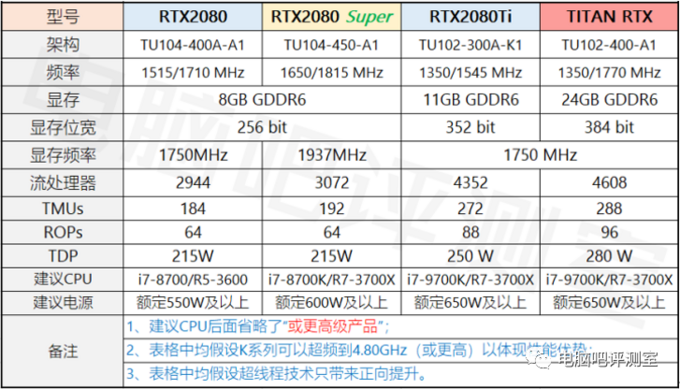 型号 RTX2080 RTX2080 Super RTX2080Ti TITAN RTX
架构 TU104-400A-A1 TU104-450-A1 TU102-300A-K1 TU102-400-A1
频率 1515/1710 MHz 1650/1815 MHz 1350/1545 MHz 1350/1770 MHz
显存 8GB GDDR6 11GB GDDR6 24GB GDDR6
显存位宽 256 bit 352 bit 384 bit
显存频率 1750MHz 1937MHz 1750 MHz
流处理器 2944 3072 4352 4608
TMUs 184 192 272 288
ROPs 64 64 88 96
TDP 215W 215W 250 W 280 W
建议CPU i7-8700/R5-3600 i7-8700K/R7-3700X i7-9700K/R7-3700X i7-9700K/R7-3700X
建议电源 额定550W及以上 额定600W及以上 额定650W及以上 额定650W及以上
备注
1、建议CPU后面省略了“或更高级产品”；
2、表格中均假设K系列可以超频到4.80GHz（或更高）以体现性能优势；
3、表格中均假设超线程技术只带来正向提升。
电脑吧评测室
电脑吧评测室